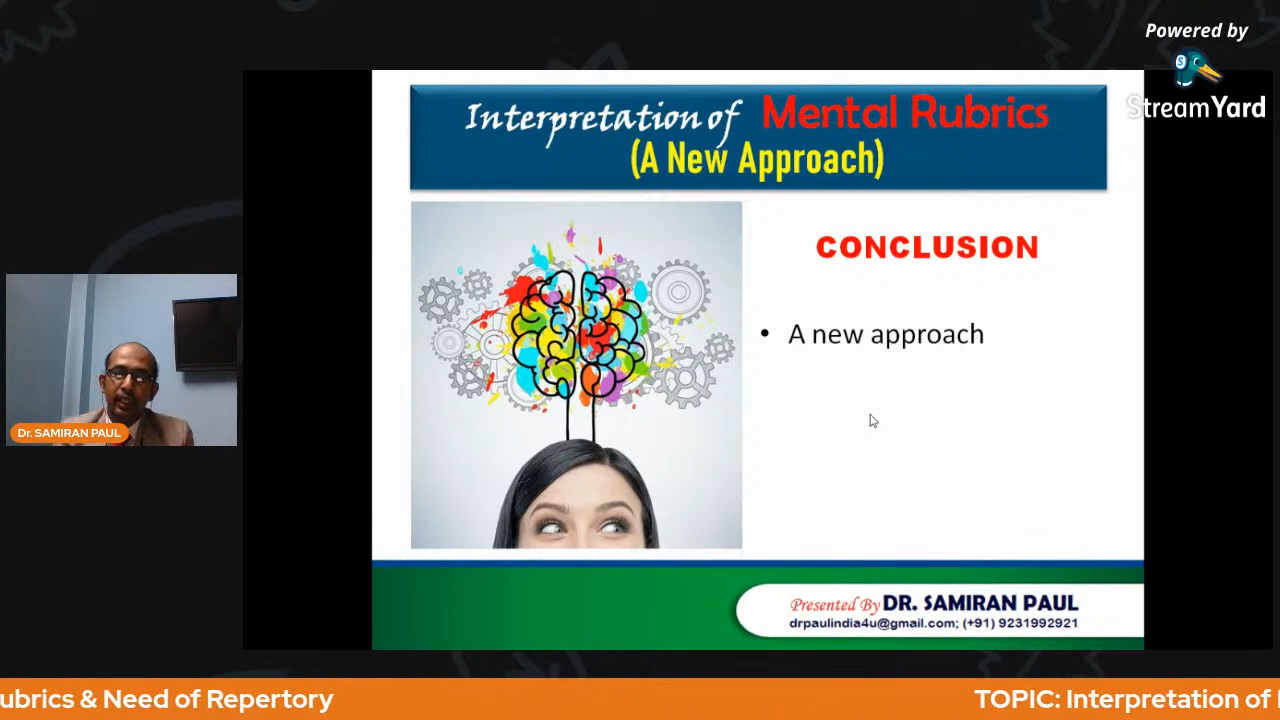 Powered by
StreamYard
Interpretation of Mental Rubrics
(A New Approach)
CONCLUSION
• A new approach
Dr. SAMIRAN PAUL
Presented By DR. SAMIRAN PAUL
drpaulindia4u@gmail.com; (+91) 9231992921
ubrics & Need of Repertory
TOPIC: Interpretation of